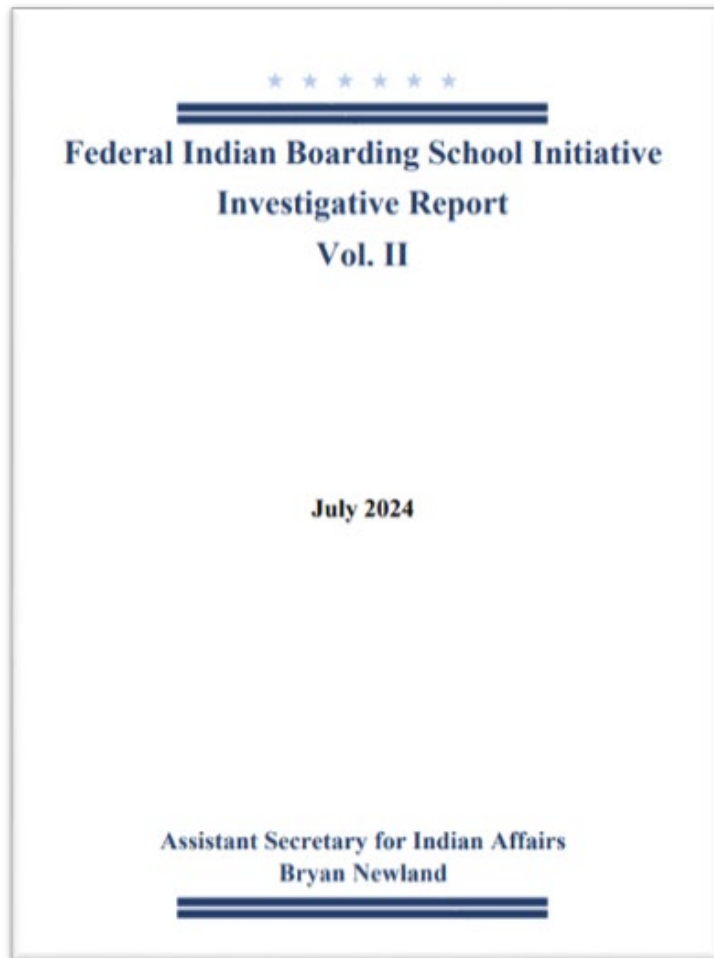 Federal Indian Boarding School Initiative
Investigative Report
Vol. II
July 2024
Assistant Secretary for Indian Affairs
Bryan Newland